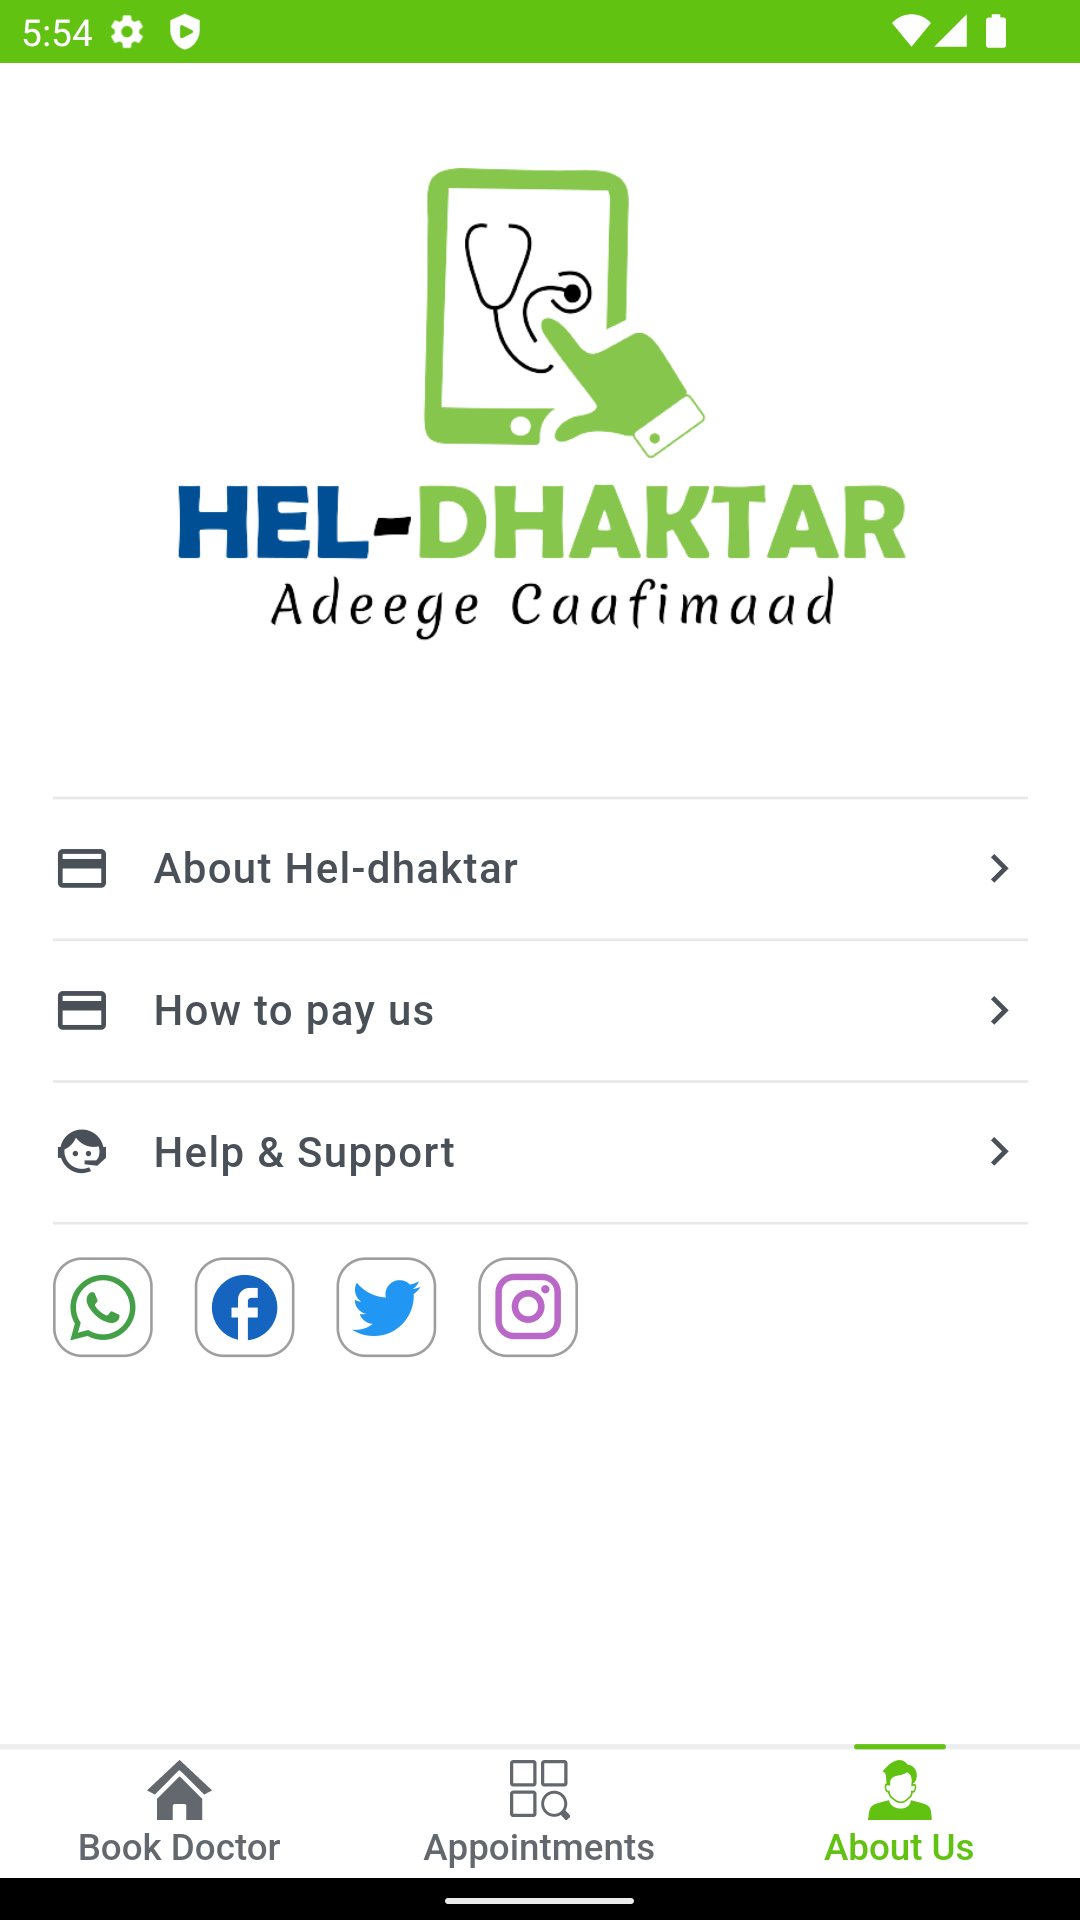 5:54
HEL-DHAKTAR
Adeege Caafimaad
About Hel-dhaktar
How to pay us
Help & Support
Book Doctor
Appointments
About Us